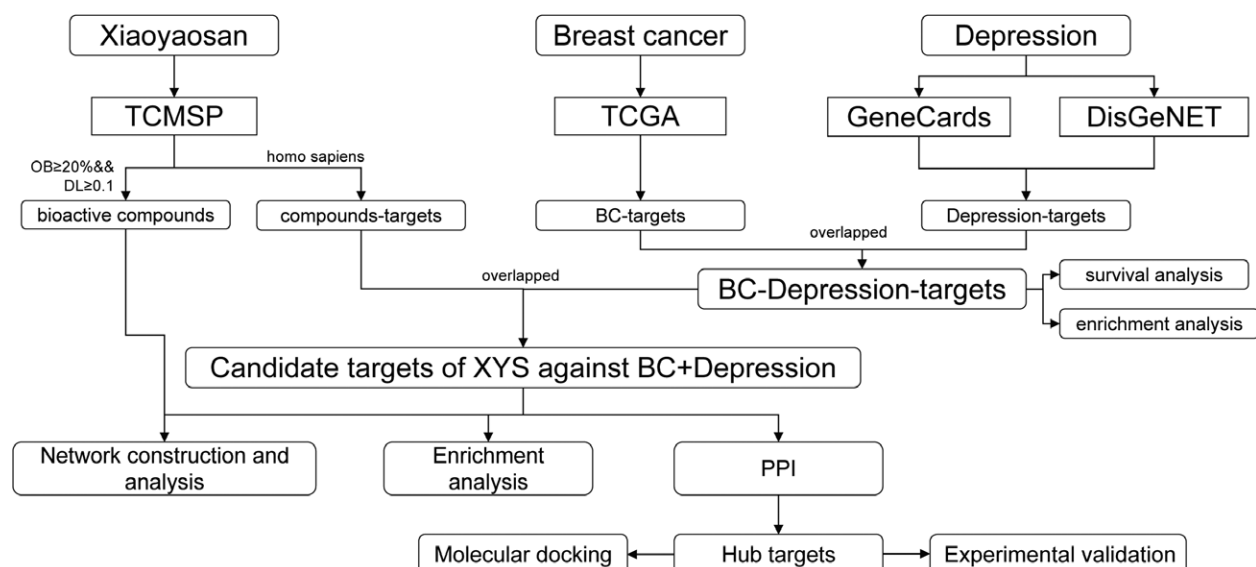 Xiaoyaosan
Breast cancer
Depression
TCMSP
TCGA
GeneCards
DisGeNET
OB≥20%&&
DL≥0.1
homo sapiens
bioactive compounds
compounds-targets
BC-targets
Depression-targets
overlapped
overlapped
BC-Depression-targets
survival analysis
enrichment analysis
Candidate targets of XYS against BC+Depression
Network construction and
analysis
Enrichment
analysis
PPI
Molecular docking
Hub targets
Experimental validation